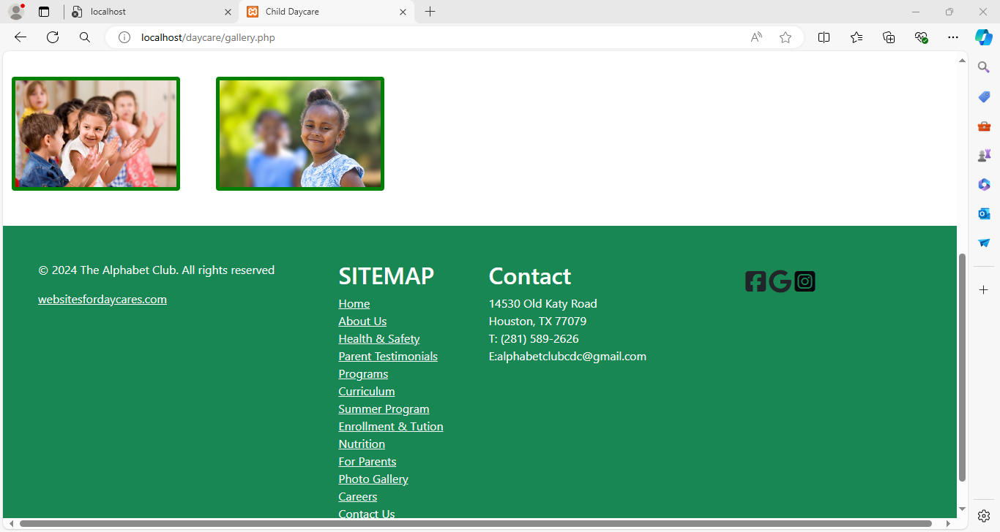 localhost
Child Daycare
localhost/daycare/gallery.php
© 2024 The Alphabet Club. All rights reserved
websitesfordaycares.com
SITEMAP
Home
About Us
Health & Safety
Parent Testimonials
Programs
Curriculum
Summer Program
Enrollment & Tution
Nutrition
For Parents
Photo Gallery
Careers
Contact Us
Contact
14530 Old Katy Road
Houston, TX 77079
T: (281) 589-2626
E:alphabetclubcdc@gmail.com